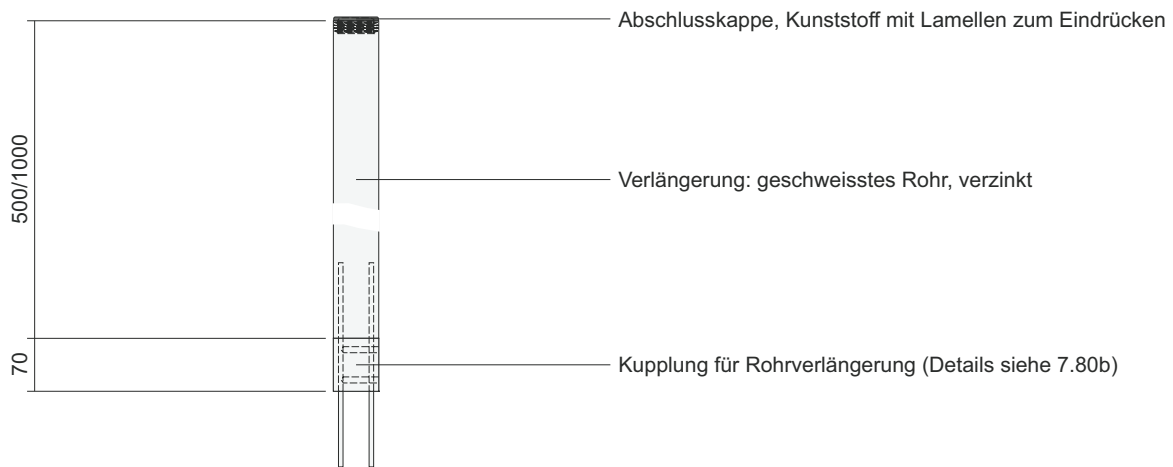 Abschlusskappe, Kunststoff mit Lamellen zum Eindrücken
500/1000
Verlängerung: geschweisstes Rohr, verzinkt
70
Kupplung für Rohrverlängerung (Details siehe 7.80b)